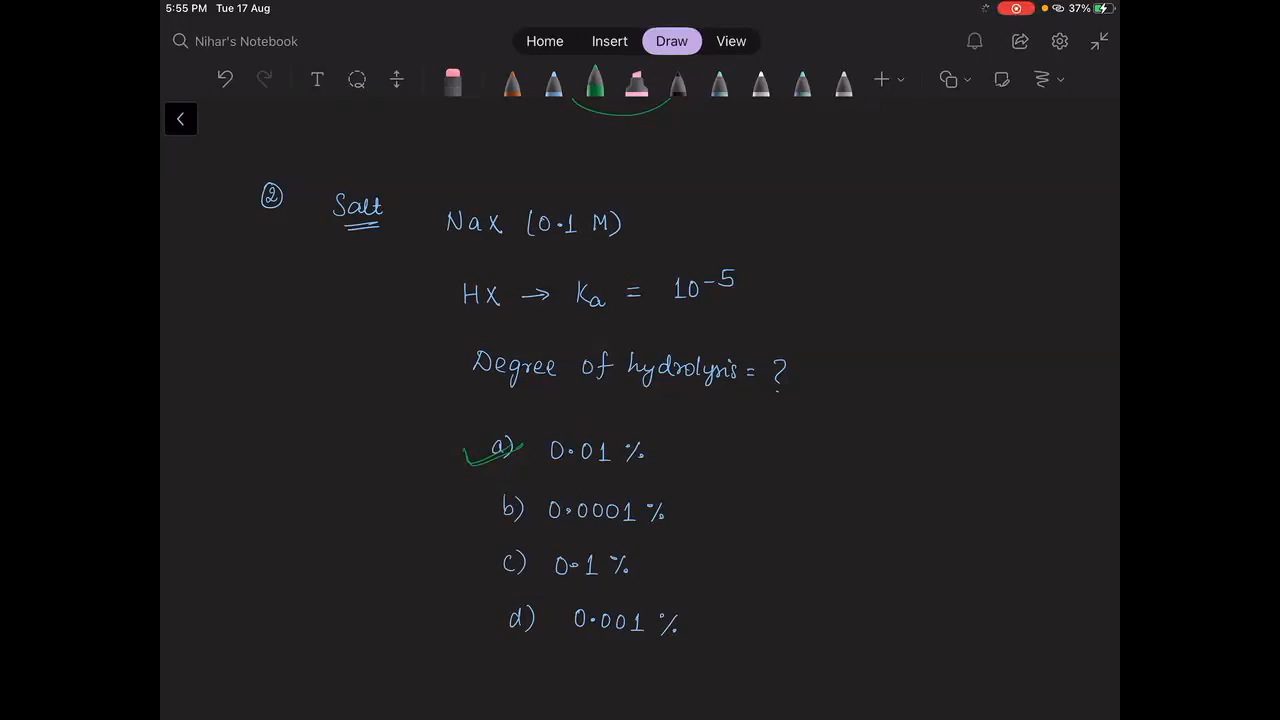 5:55 PM Tue 17 Aug
37%
Nihar's Notebook
Home Insert Draw View
② Salt NaX (0.1 M)
HX → Ka = 10⁻⁵
Degree of hydrolysis = ?
a) 0.01 %
b) 0.0001 %
c) 0.1 %
d) 0.001 %